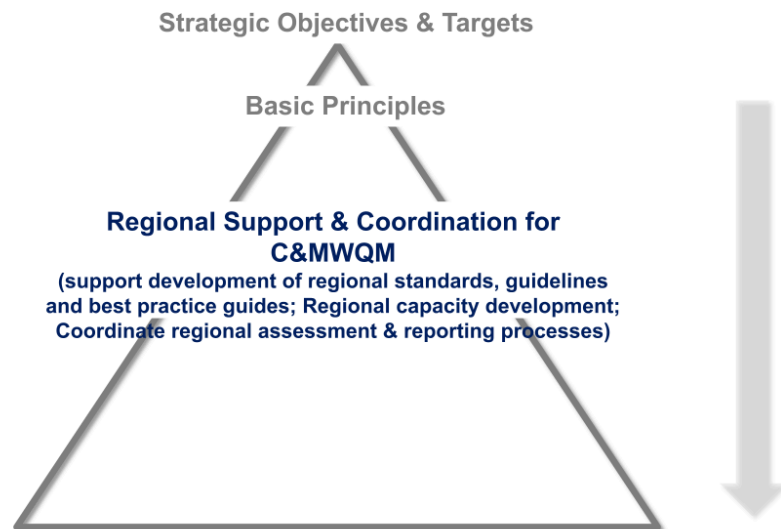 Strategic Objectives & Targets
Basic Principles
Regional Support & Coordination for
C&MWQM
(support development of regional standards, guidelines
and best practice guides; Regional capacity development;
Coordinate regional assessment & reporting processes)